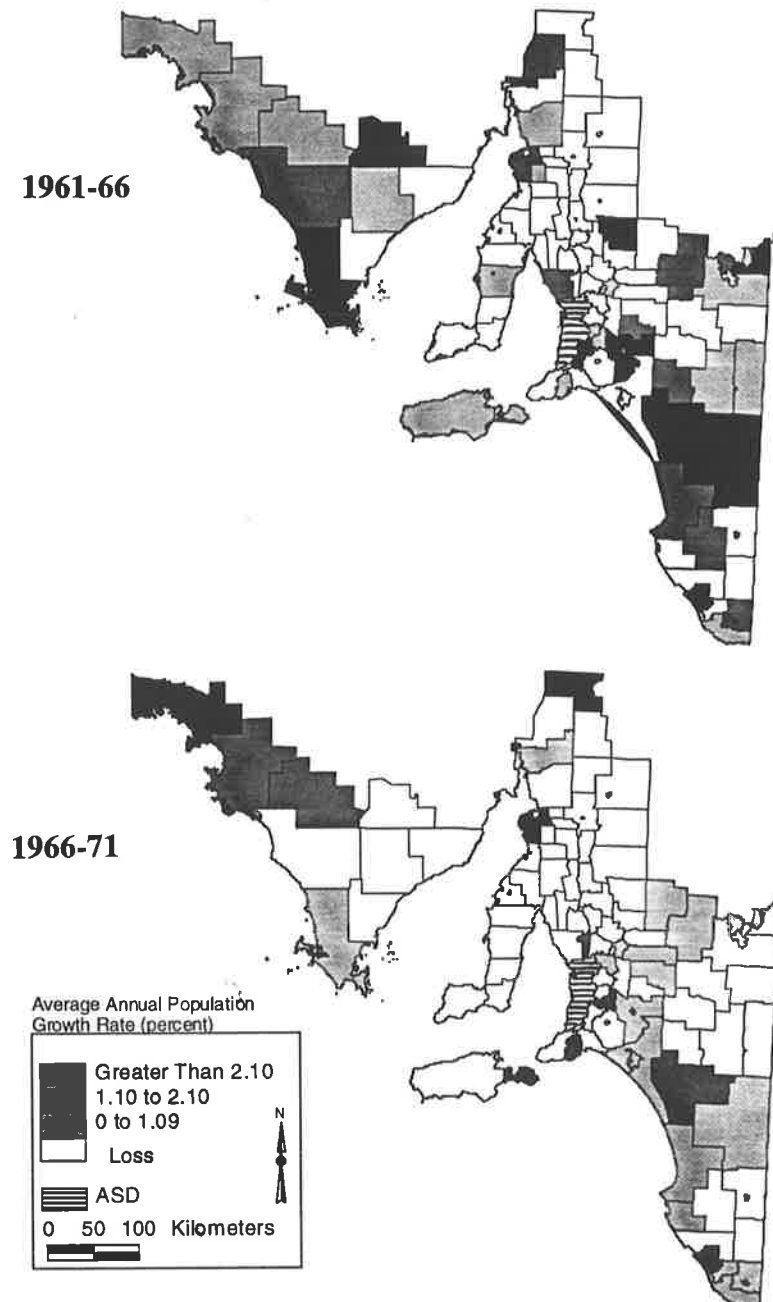 1961-66
1966-71
Average Annual Population
Growth Rate (percent)
Greater Than 2.10
1.10 to 2.10
0 to 1.09
Loss
N
ASD
0 50 100 Kilometers